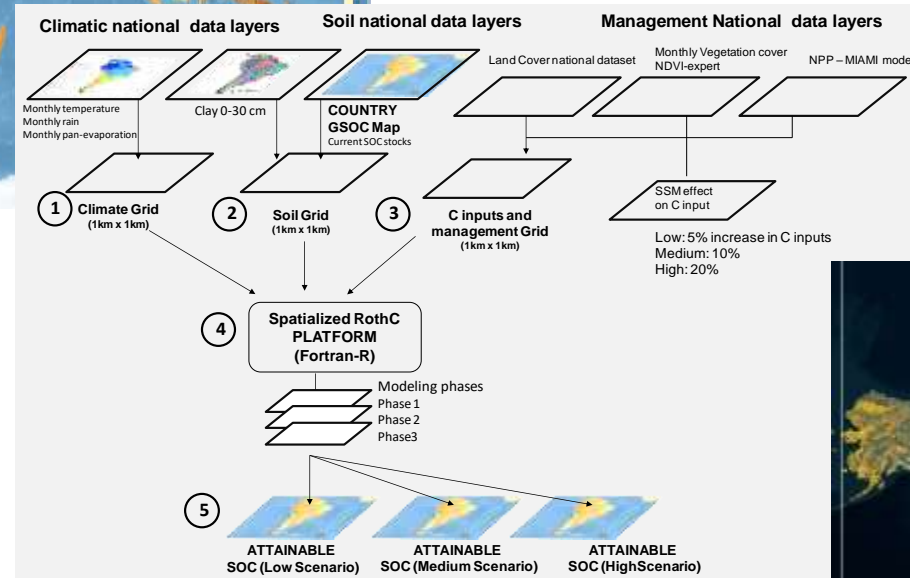 Climatic national data layers
Soil national data layers
Management National data layers
Monthly temperature
Monthly rain
Monthly pan-evaporation
Clay 0-30 cm
COUNTRY
GSOC Map
Current SOC stocks
Land Cover national dataset
Monthly Vegetation cover
NDVI-expert
NPP – MIAMI mode
1
Climate Grid
(1km x 1km)
2
Soil Grid
(1km x 1km)
3
C inputs and
management Grid
(1km x 1km)
SSM effect
on C input
Low: 5% increase in C inputs
Medium: 10%
High: 20%
4
Spatialized RothC
PLATFORM
(Fortran-R)
Modeling phases
Phase 1
Phase 2
Phase3
5
ATTAINABLE
SOC (Low Scenario)
ATTAINABLE
SOC (Medium Scenario)
ATTAINABLE
SOC (HighScenario)